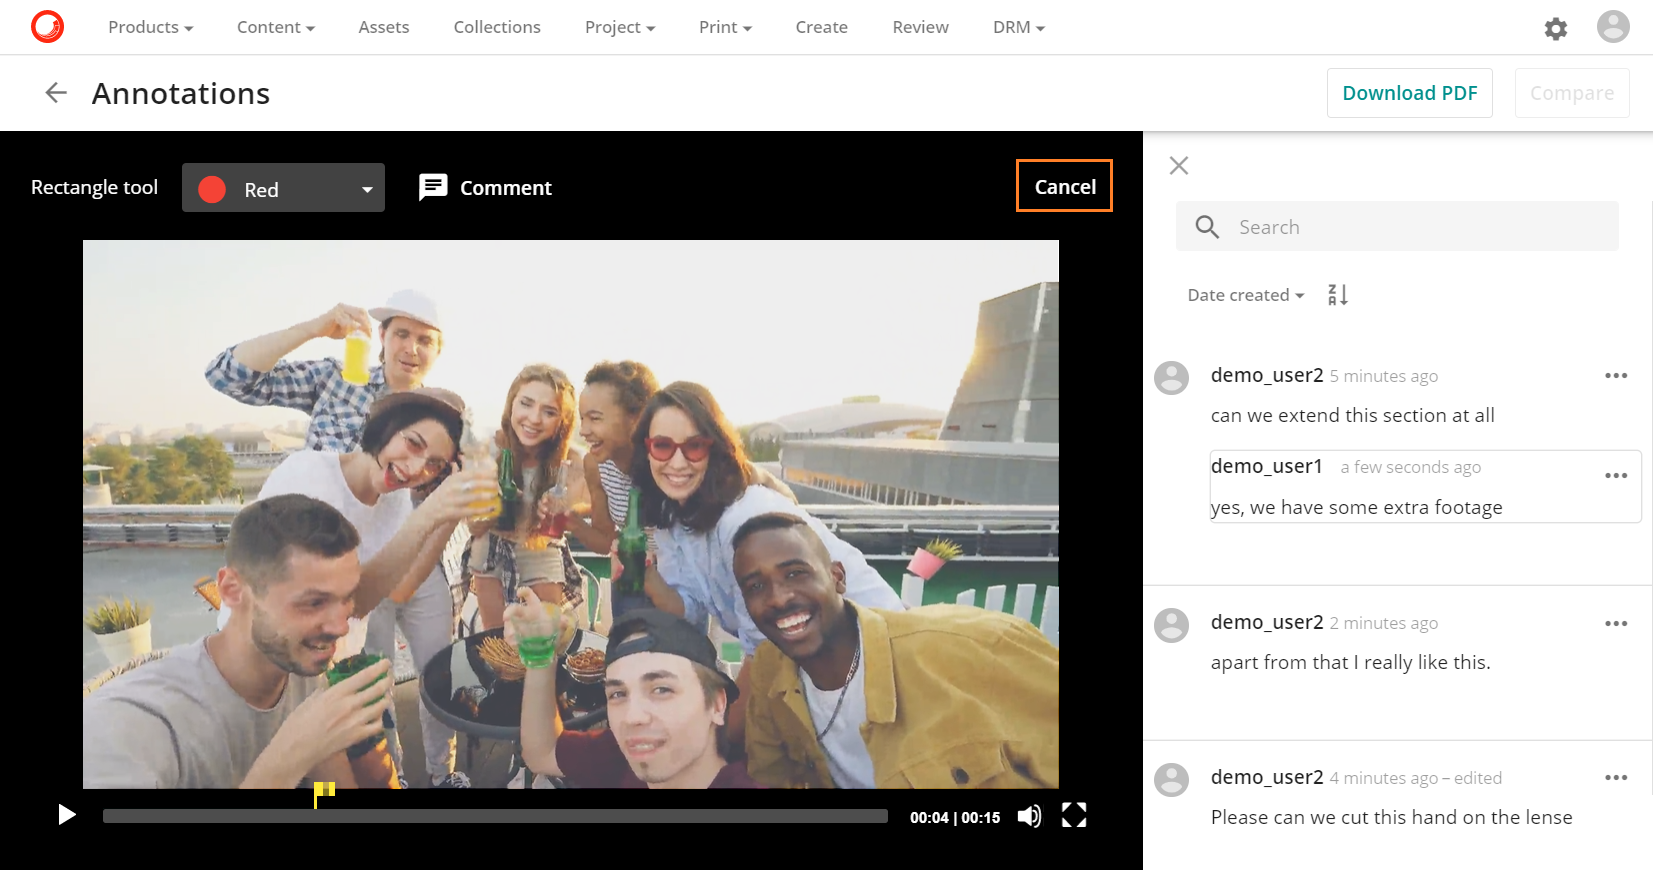 Products Content Assets Collections Project Print Create Review DRM
Annotations
Download PDF Compare
Rectangle tool Red Comment Cancel
00:04 | 00:15
Search
Date created Z A
demo_user2 5 minutes ago
can we extend this section at all
demo_user1 a few seconds ago
yes, we have some extra footage
demo_user2 2 minutes ago
apart from that I really like this.
demo_user2 4 minutes ago – edited
Please can we cut this hand on the lense